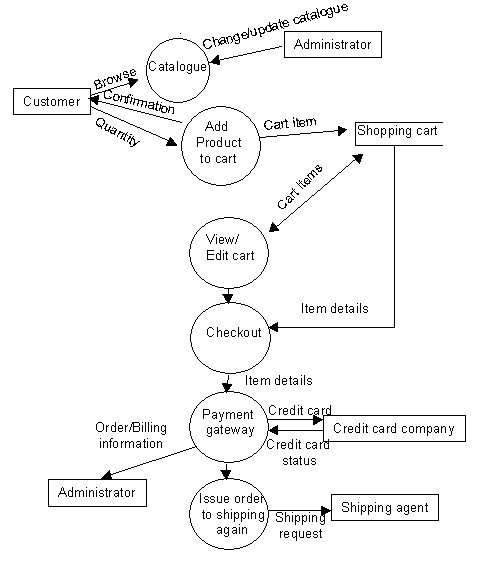 Change/update catalogue
Administrator
Catalogue
Browse
Customer
Confirmation
Quantity
Add
Product
to cart
Cart item
Shopping cart
Cart items
View/
Edit cart
Item details
Checkout
Item details
Payment
gateway
Credit card
Credit card company
Credit card
status
Order/Billing
information
Administrator
Issue order
to shipping
again
Shipping
request
Shipping agent